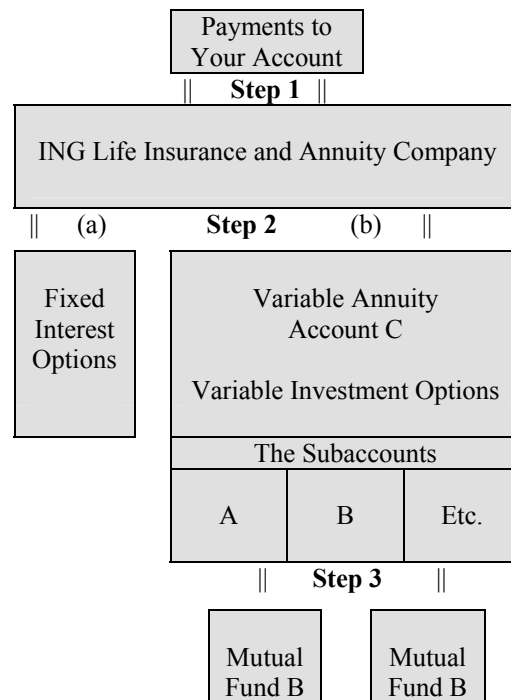 Payments to
Your Account
|| Step 1 ||
ING Life Insurance and Annuity Company
|| (a) Step 2 (b) ||
Fixed
Interest
Options
Variable Annuity
Account C
Variable Investment Options
The Subaccounts
A B Etc.
|| Step 3 ||
Mutual
Fund B
Mutual
Fund B